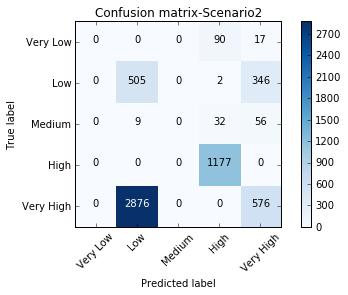 Confusion matrix-Scenario2
True label
Very Low 0 0 0 90 17
Low 0 505 0 2 346
Medium 0 9 0 32 56
High 0 0 0 1177 0
Very High 0 2876 0 0 576
Very Low Low Medium High Very High
Predicted label
2700
2400
2100
1800
1500
1200
900
600
300
0